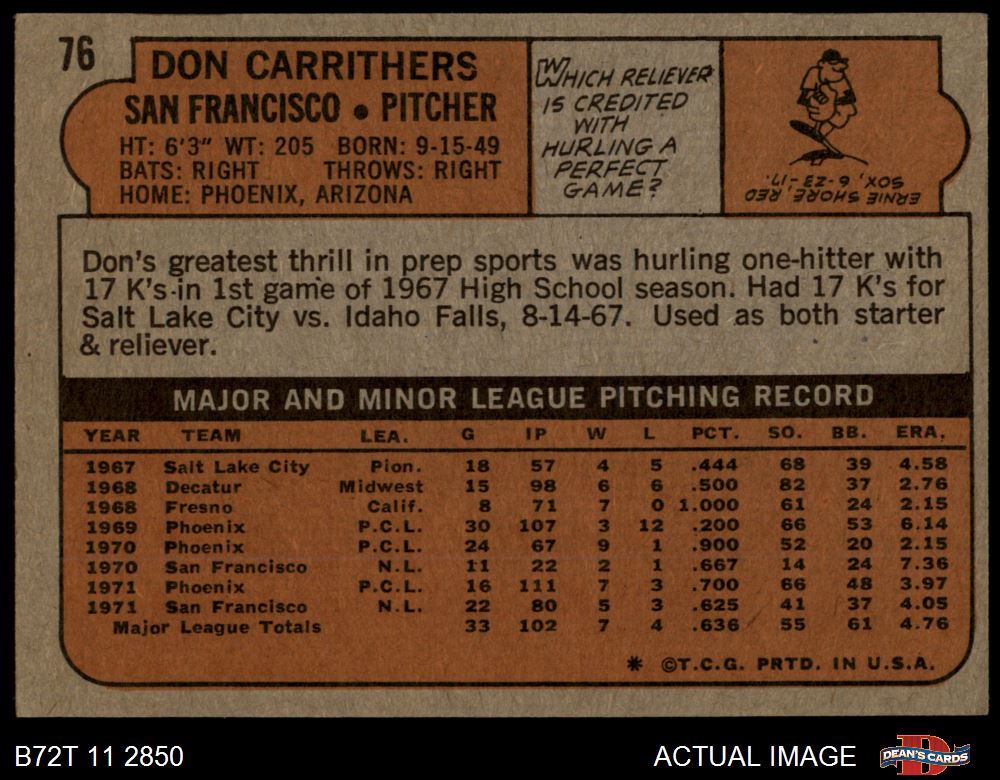 76
DON CARRITHERS
SAN FRANCISCO • PITCHER
HT: 6'3" WT: 205 BORN: 9-15-49
BATS: RIGHT THROWS: RIGHT
HOME: PHOENIX, ARIZONA
WHICH RELIEVER
IS CREDITED
WITH
HURLING A
PERFECT
GAME?
ERNIE SHORE, RED
SOX, 6-23-'17.
Don's greatest thrill in prep sports was hurling one-hitter with
17 K's in 1st game of 1967 High School season. Had 17 K's for
Salt Lake City vs. Idaho Falls, 8-14-67. Used as both starter
& reliever.
MAJOR AND MINOR LEAGUE PITCHING RECORD
YEAR TEAM LEA. G IP W L PCT. SO. BB. ERA.
1967 Salt Lake City Pion. 18 57 4 5 .444 68 39 4.58
1968 Decatur Midwest 15 98 6 6 .500 82 37 2.76
1968 Fresno Calif. 8 71 7 0 1.000 61 24 2.15
1969 Phoenix P.C.L. 30 107 3 12 .200 66 53 6.14
1970 Phoenix P.C.L. 24 67 9 1 .900 52 20 2.15
1970 San Francisco N.L. 11 22 2 1 .667 14 24 7.36
1971 Phoenix P.C.L. 16 111 7 3 .700 66 48 3.97
1971 San Francisco N.L. 22 80 5 3 .625 41 37 4.05
Major League Totals 33 102 7 4 .636 55 61 4.76
* ©T.C.G. PRTD. IN U.S.A.
B72T 11 2850
ACTUAL IMAGE
D
DEAN'S CARDS